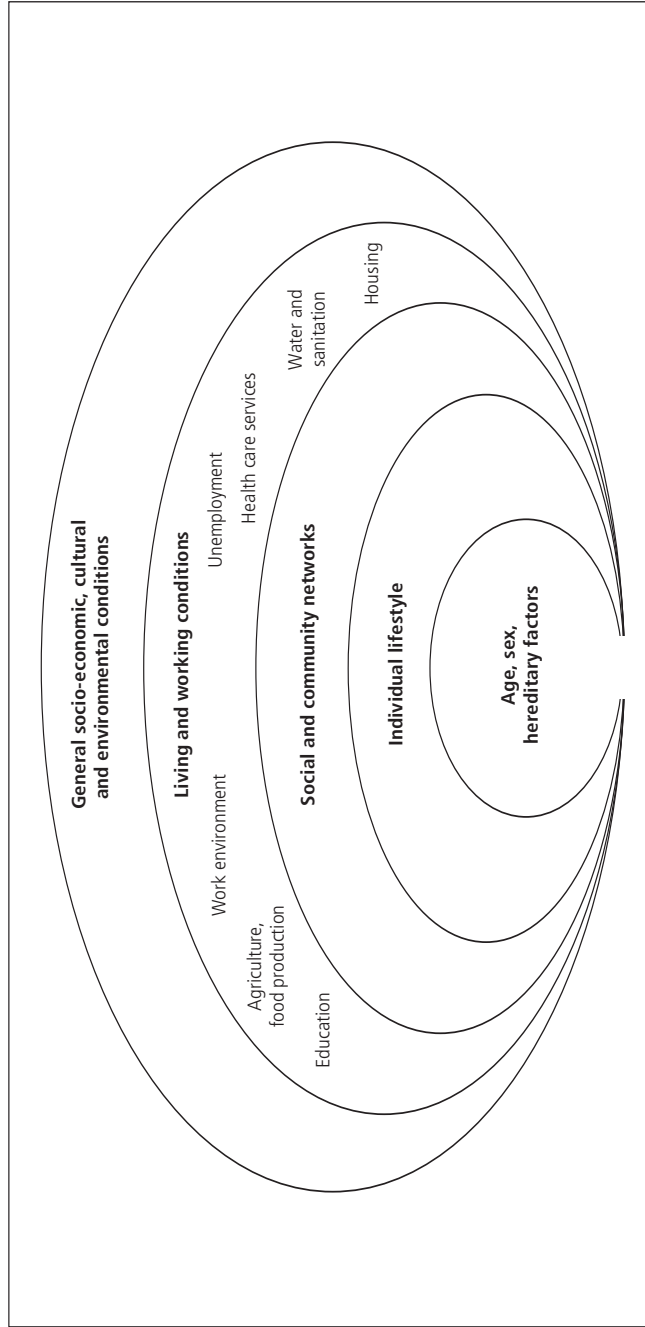 General socio-economic, cultural
and environmental conditions
Living and working conditions
Work environment
Unemployment
Agriculture,
food production
Health care services
Education
Water and
sanitation
Housing
Social and community networks
Individual lifestyle
Age, sex,
hereditary factors